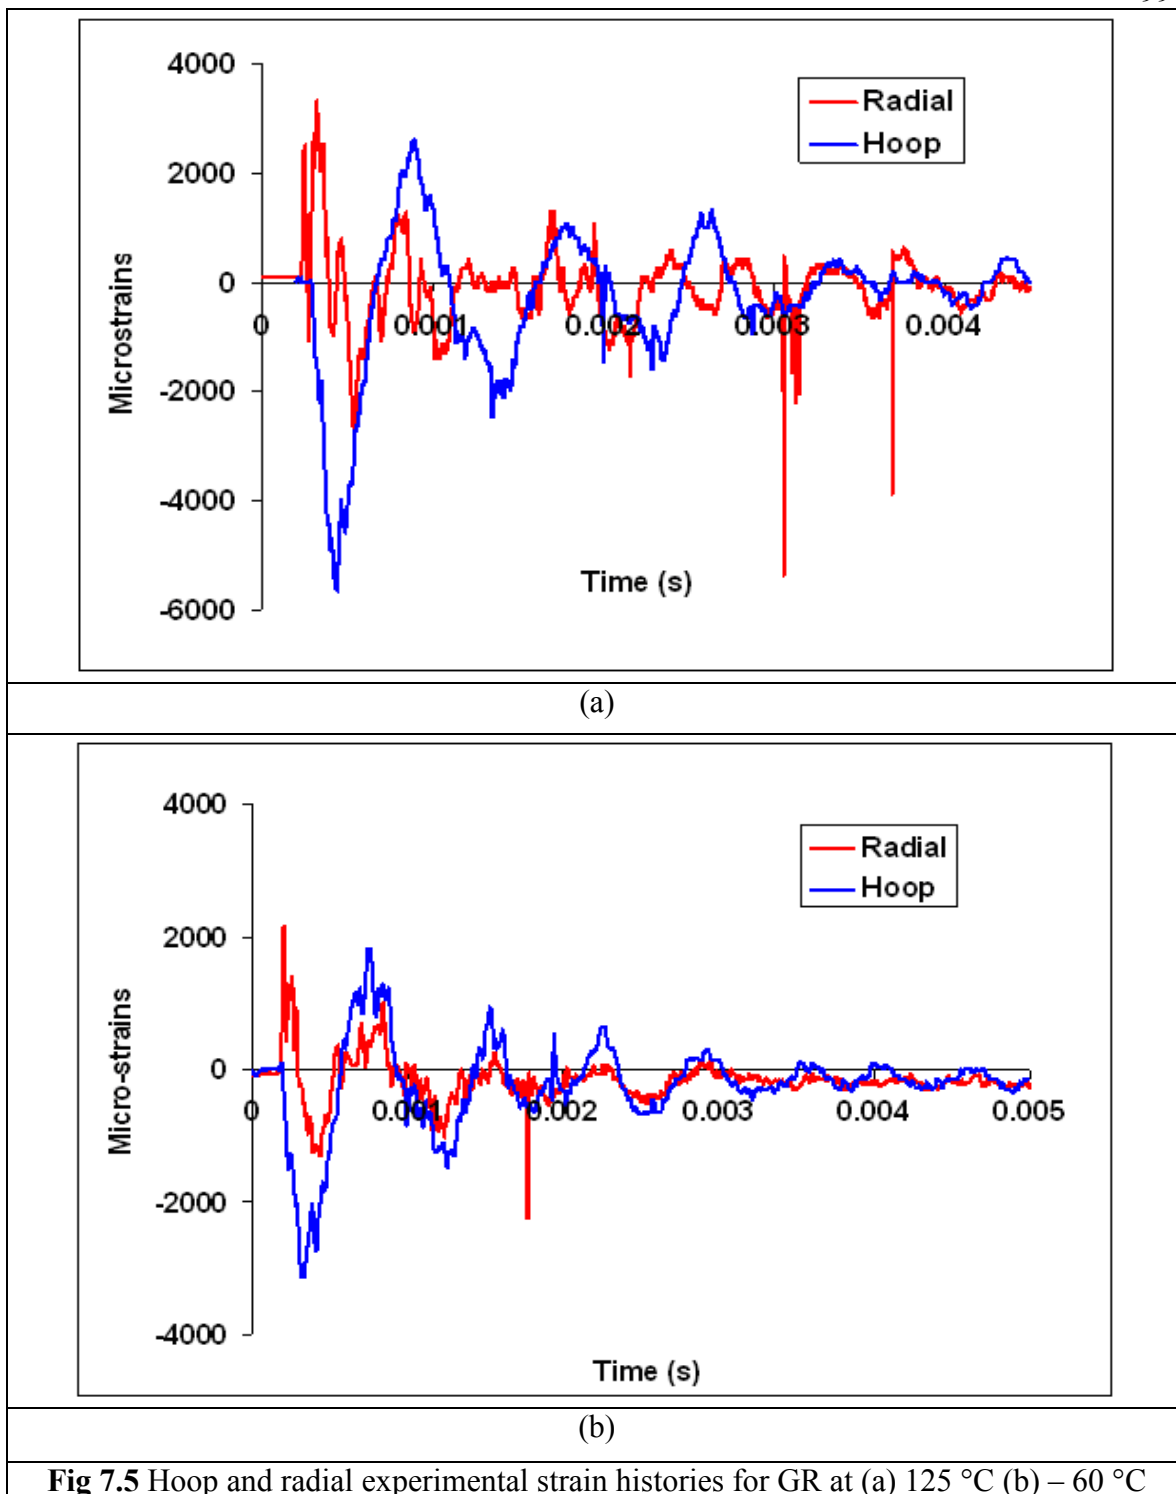 4000
2000
0
-2000
-4000
-6000
Microstrains
Radial
Hoop
0
0.001
0.002
0.003
0.004
Time (s)
(a)
4000
2000
0
-2000
-4000
Micro-strains
Radial
Hoop
0
0.001
0.002
0.003
0.004
0.005
Time (s)
(b)
Fig 7.5 Hoop and radial experimental strain histories for GR at (a) 125 °C (b) – 60 °C